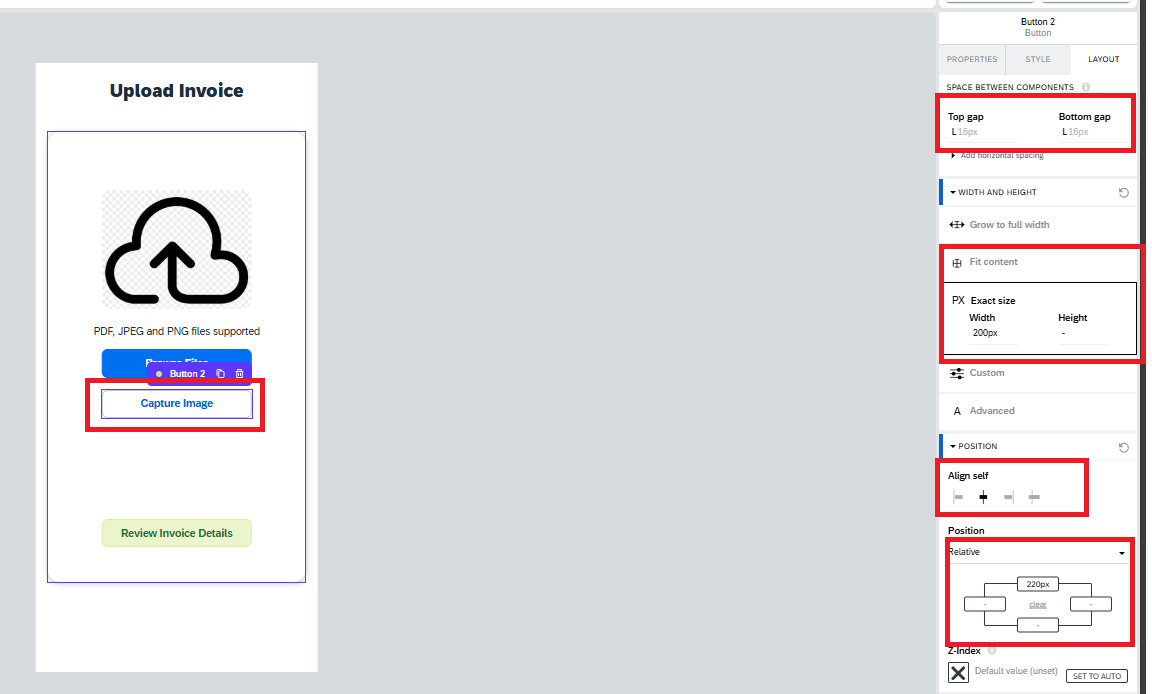 Button 2
Button
PROPERTIES STYLE LAYOUT
SPACE BETWEEN COMPONENTS
Top gap Bottom gap
L 16px L 16px
Add horizontal spacing
WIDTH AND HEIGHT
Grow to full width
Fit content
PX Exact size
Width Height
200px -
Custom
A Advanced
POSITION
Align self
Position
Relative
220px
- clear -
-
Z-Index
Default value (unset) SET TO AUTO
Upload Invoice
PDF, JPEG and PNG files supported
Browse Files
Button 2
Capture Image
Review Invoice Details